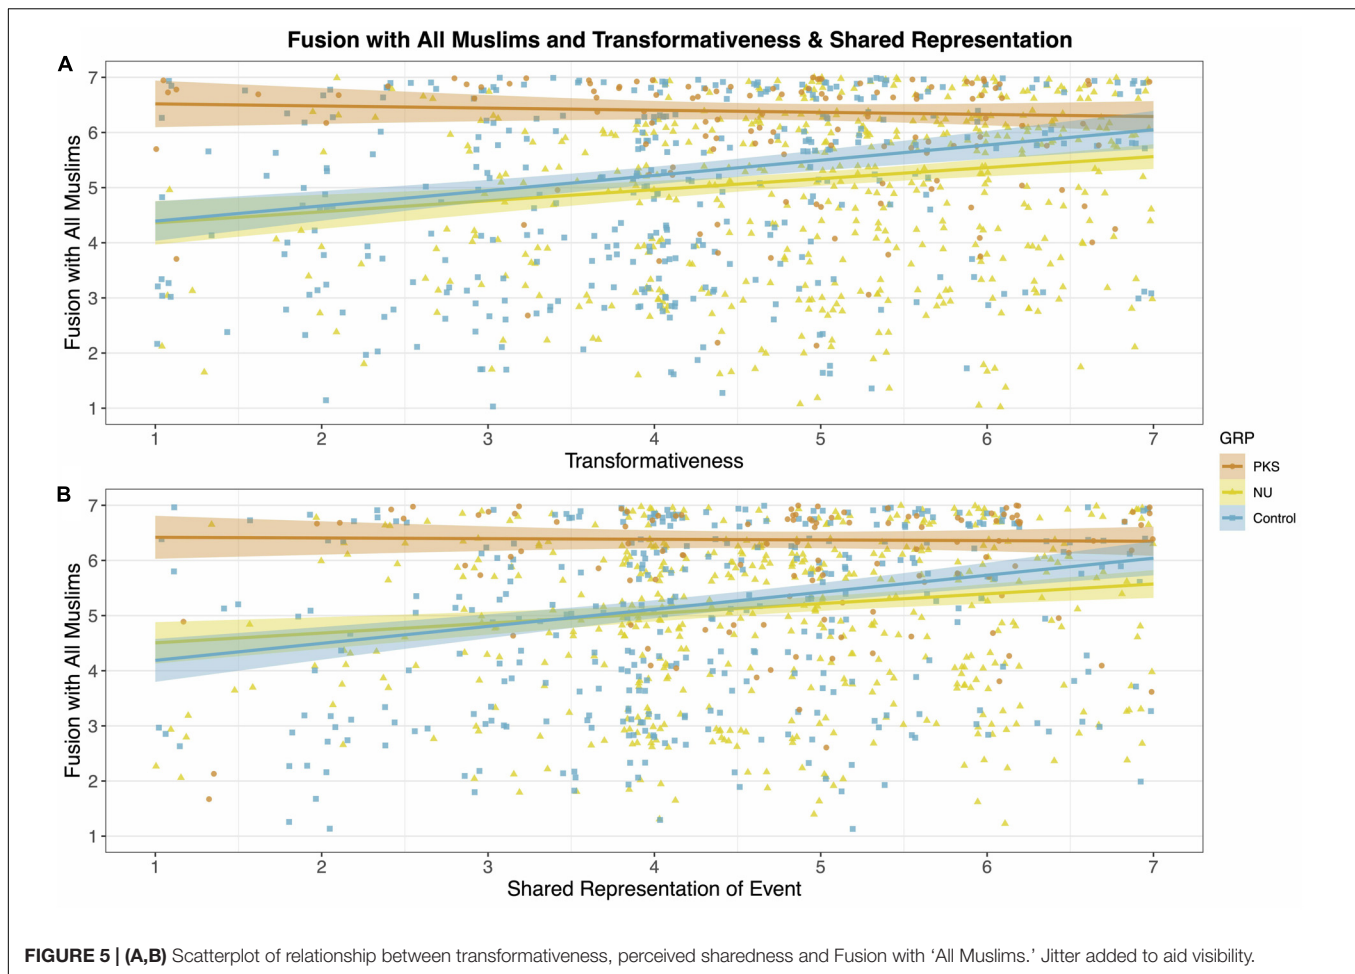 Fusion with All Muslims and Transformativeness & Shared Representation
A
Fusion with All Muslims
7
6
5
4
3
2
1
1 2 3 4 5 6 7
Transformativeness
B
Fusion with All Muslims
7
6
5
4
3
2
1
1 2 3 4 5 6 7
Shared Representation of Event
GRP
PKS
NU
Control
FIGURE 5 | (A,B) Scatterplot of relationship between transformativeness, perceived sharedness and Fusion with ‘All Muslims.’ Jitter added to aid visibility.